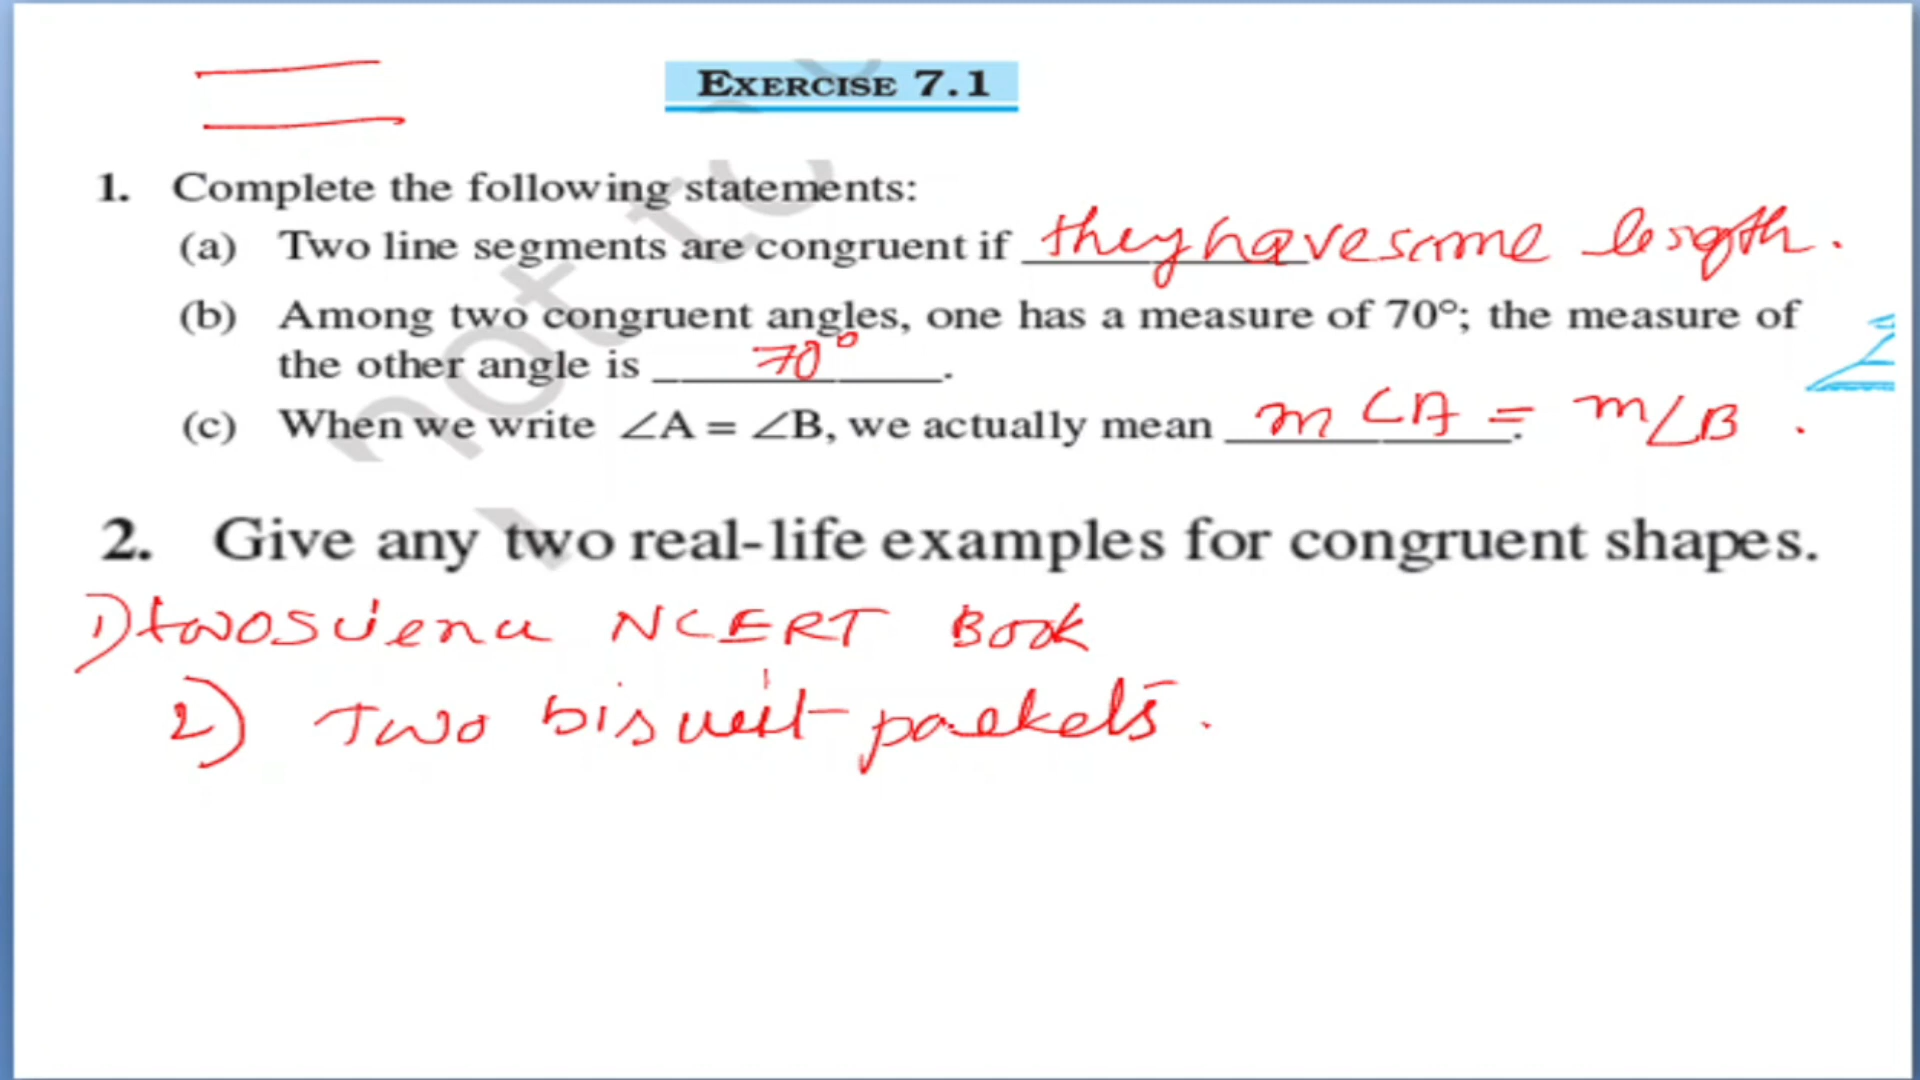 EXERCISE 7.1
1. Complete the following statements:
(a) Two line segments are congruent if they have same length.
(b) Among two congruent angles, one has a measure of 70°; the measure of
the other angle is 70°.
(c) When we write ∠A = ∠B, we actually mean m∠A = m∠B.
2. Give any two real-life examples for congruent shapes.
1) two science NCERT Book
2) Two biscuit packets.
not to